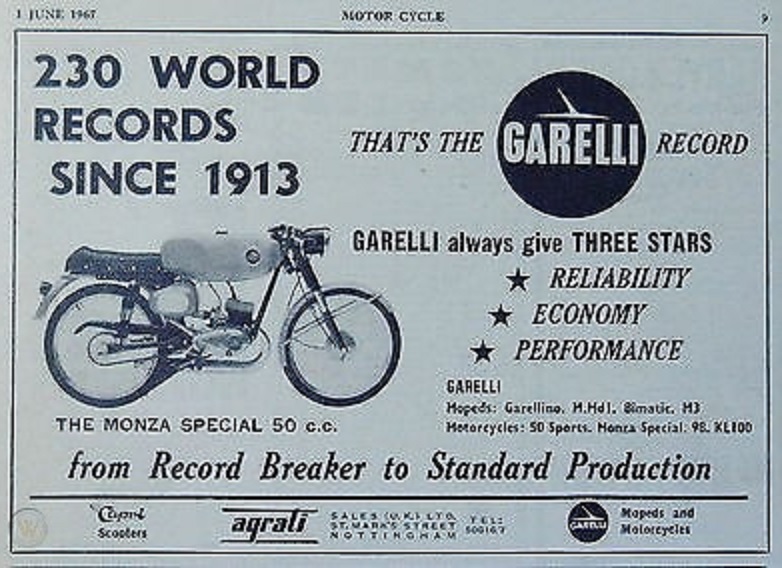 1 JUNE 1967
MOTOR CYCLE
9
230 WORLD
RECORDS
SINCE 1913
THAT'S THE GARELLI RECORD
GARELLI always give THREE STARS
★ RELIABILITY
★ ECONOMY
★ PERFORMANCE
GARELLI
Mopeds: Garellino, M.Hdl, Bimatic, M3
Motorcycles: 50 Sports, Monza Special, 98, KL100
THE MONZA SPECIAL 50 c.c.
from Record Breaker to Standard Production
Capri
Scooters
agrati
SALES (U.K.) LTD.
ST. MARK'S STREET
NOTTINGHAM
TEL:
GARELLI
Mopeds and
Motorcycles
W